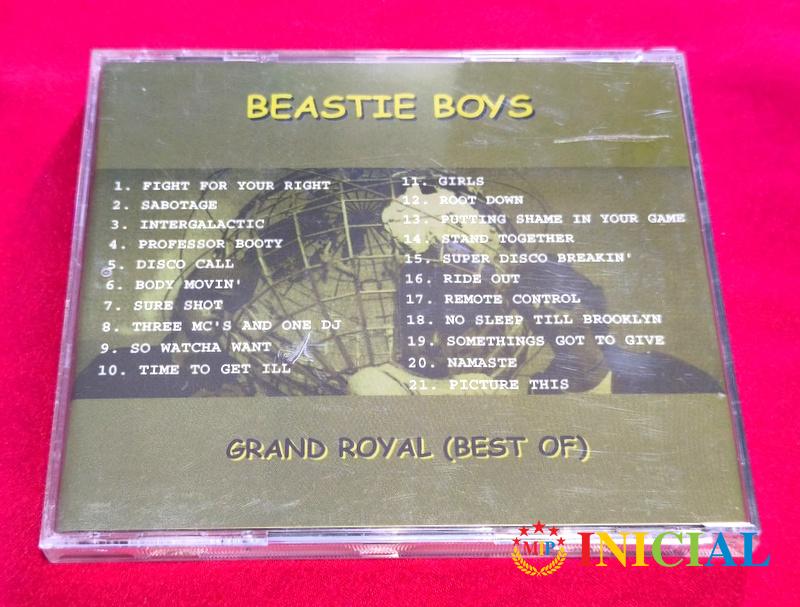 BEASTIE BOYS
1. FIGHT FOR YOUR RIGHT
2. SABOTAGE
3. INTERGALACTIC
4. PROFESSOR BOOTY
5. DISCO CALL
6. BODY MOVIN'
7. SURE SHOT
8. THREE MC'S AND ONE DJ
9. SO WATCHA WANT
10. TIME TO GET ILL
11. GIRLS
12. ROOT DOWN
13. PUTTING SHAME IN YOUR GAME
14. STAND TOGETHER
15. SUPER DISCO BREAKIN'
16. RIDE OUT
17. REMOTE CONTROL
18. NO SLEEP TILL BROOKLYN
19. SOMETHINGS GOT TO GIVE
20. NAMASTE
21. PICTURE THIS
GRAND ROYAL (BEST OF)
MIP INICIAL